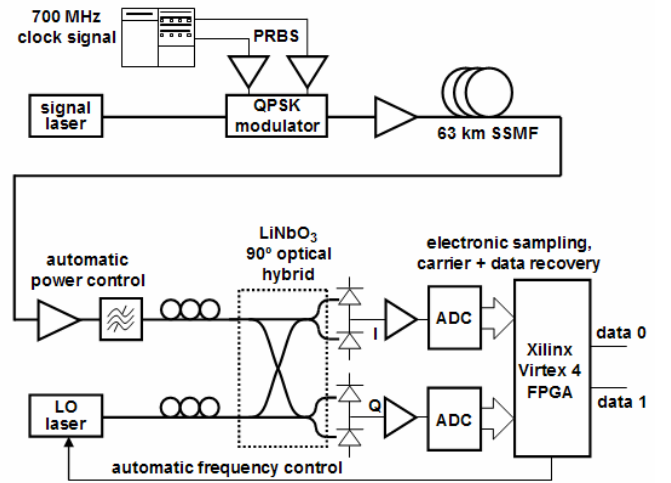 700 MHz
clock signal
PRBS
signal
laser
QPSK
modulator
63 km SSMF
automatic
power control
LiNbO3
90º optical
hybrid
electronic sampling,
carrier + data recovery
I
ADC
Xilinx
Virtex 4
FPGA
data 0
data 1
LO
laser
Q
ADC
automatic frequency control